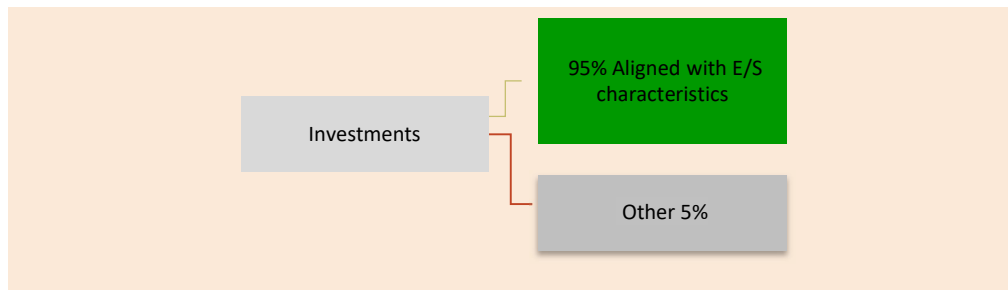 95% Aligned with E/S
characteristics
Investments
Other 5%